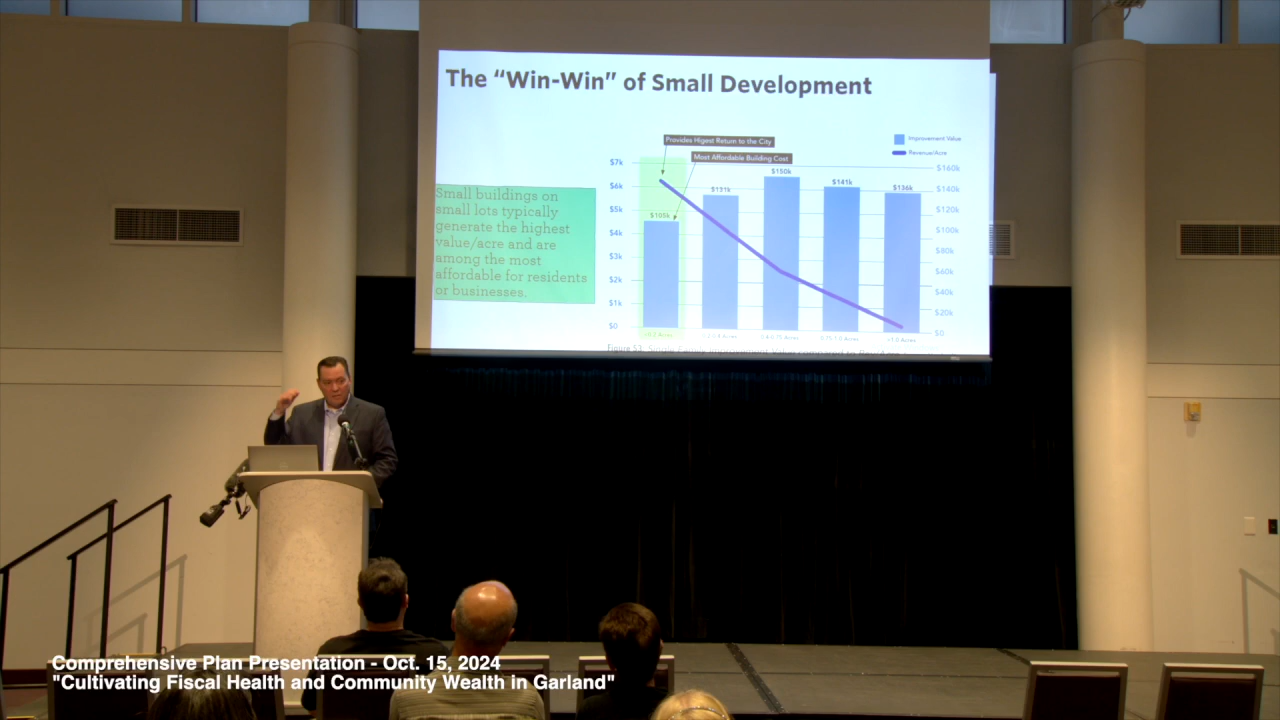 The “Win-Win” of Small Development
Provides Higest Return to the City
Most Affordable Building Cost
Improvement Value
Revenue/Acre
Small buildings on
small lots typically
generate the highest
value/acre and are
among the most
affordable for residents
or businesses.
$7k
$6k
$5k
$4k
$3k
$2k
$1k
$0
$105k
$131k
$150k
$141k
$136k
$160k
$140k
$120k
$100k
$80k
$60k
$40k
$20k
$0
>1.0 Acres
Comprehensive Plan Presentation - Oct. 15, 2024
"Cultivating Fiscal Health and Community Wealth in Garland"